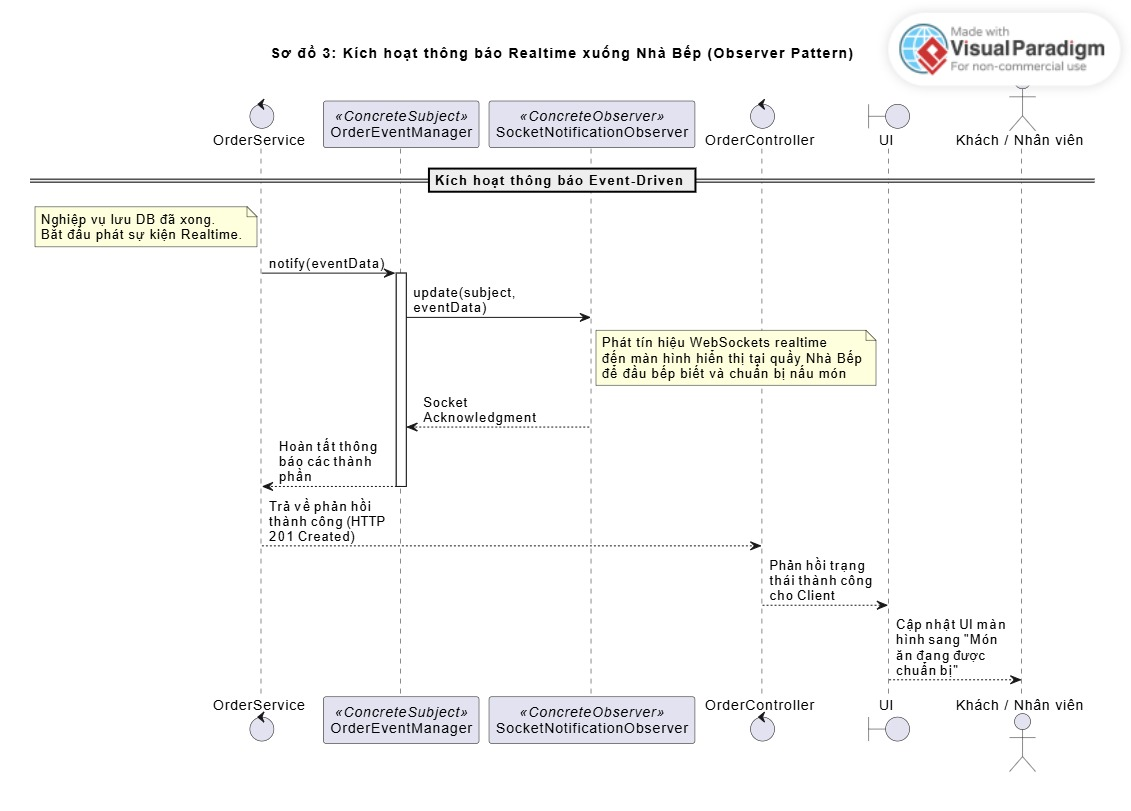 Sơ đồ 3: Kích hoạt thông báo Realtime xuống Nhà Bếp (Observer Pattern)
Made with
Visual Paradigm
For non-commercial use
OrderService
«ConcreteSubject»
OrderEventManager
«ConcreteObserver»
SocketNotificationObserver
OrderController
UI
Khách / Nhân viên
Kích hoạt thông báo Event-Driven
Nghiệp vụ lưu DB đã xong.
Bắt đầu phát sự kiện Realtime.
notify(eventData)
update(subject,
eventData)
Phát tín hiệu WebSockets realtime
đến màn hình hiển thị tại quầy Nhà Bếp
để đầu bếp biết và chuẩn bị nấu món
Socket
Acknowledgment
Hoàn tất thông
báo các thành
phần
Trả về phản hồi
thành công (HTTP
201 Created)
Phản hồi trạng
thái thành công
cho Client
Cập nhật UI màn
hình sang "Món
ăn đang được
chuẩn bị"
OrderService
«ConcreteSubject»
OrderEventManager
«ConcreteObserver»
SocketNotificationObserver
OrderController
UI
Khách / Nhân viên